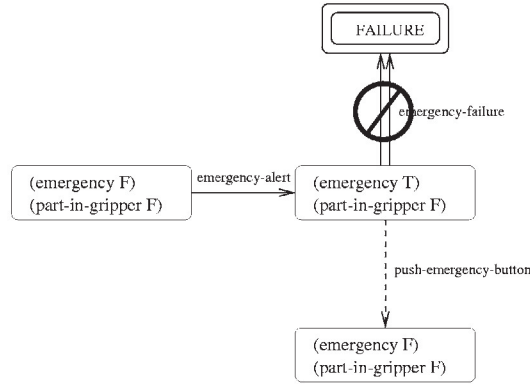 FAILURE
emergency-failure
(emergency F)
(part-in-gripper F)
emergency-alert
(emergency T)
(part-in-gripper F)
push-emergency-button
(emergency F)
(part-in-gripper F)